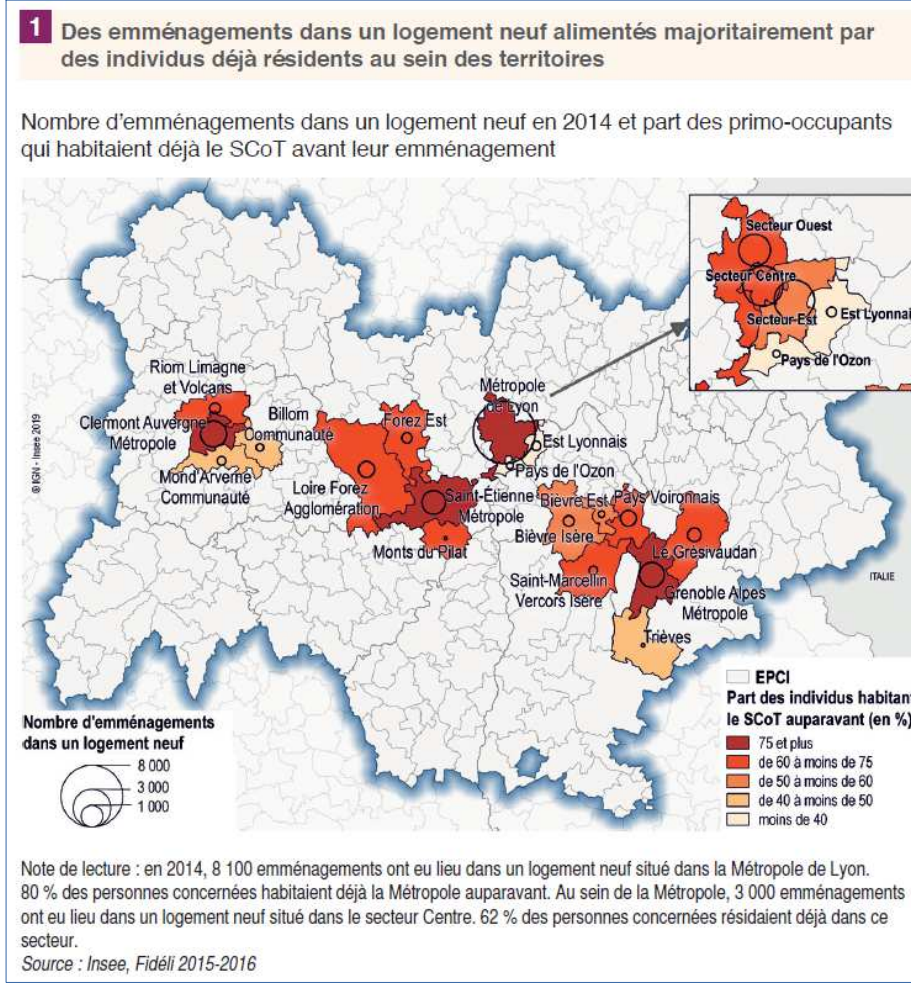 1 Des emménagements dans un logement neuf alimentés majoritairement par
des individus déjà résidents au sein des territoires
Nombre d'emménagements dans un logement neuf en 2014 et part des primo-occupants
qui habitaient déjà le SCoT avant leur emménagement
Secteur Ouest
Secteur Centre
Secteur Est
Est Lyonnais
Pays de l'Ozon
Riom Limagne
et Volcans
Clermont Auvergne
Métropole
Billom
Communauté
Mond'Arverne
Communauté
Forez Est
Loire Forez
Agglomération
Saint-Étienne
Métropole
Monts du Pilat
Métropole
de Lyon
Est Lyonnais
Pays de l'Ozon
Bièvre Est
Pays Voironnais
Bièvre Isère
Le Grésivaudan
Saint-Marcellin
Vercors Isère
Grenoble Alpes
Métropole
Trièves
ITALIE
© IGN - Insee 2019
Nombre d'emménagements
dans un logement neuf
8 000
3 000
1 000
EPCI
Part des individus habitant
le SCoT auparavant (en %)
75 et plus
de 60 à moins de 75
de 50 à moins de 60
de 40 à moins de 50
moins de 40
Note de lecture : en 2014, 8 100 emménagements ont eu lieu dans un logement neuf situé dans la Métropole de Lyon.
80 % des personnes concernées habitaient déjà la Métropole auparavant. Au sein de la Métropole, 3 000 emménagements
ont eu lieu dans un logement neuf situé dans le secteur Centre. 62 % des personnes concernées résidaient déjà dans ce
secteur.
Source : Insee, Fidéli 2015-2016